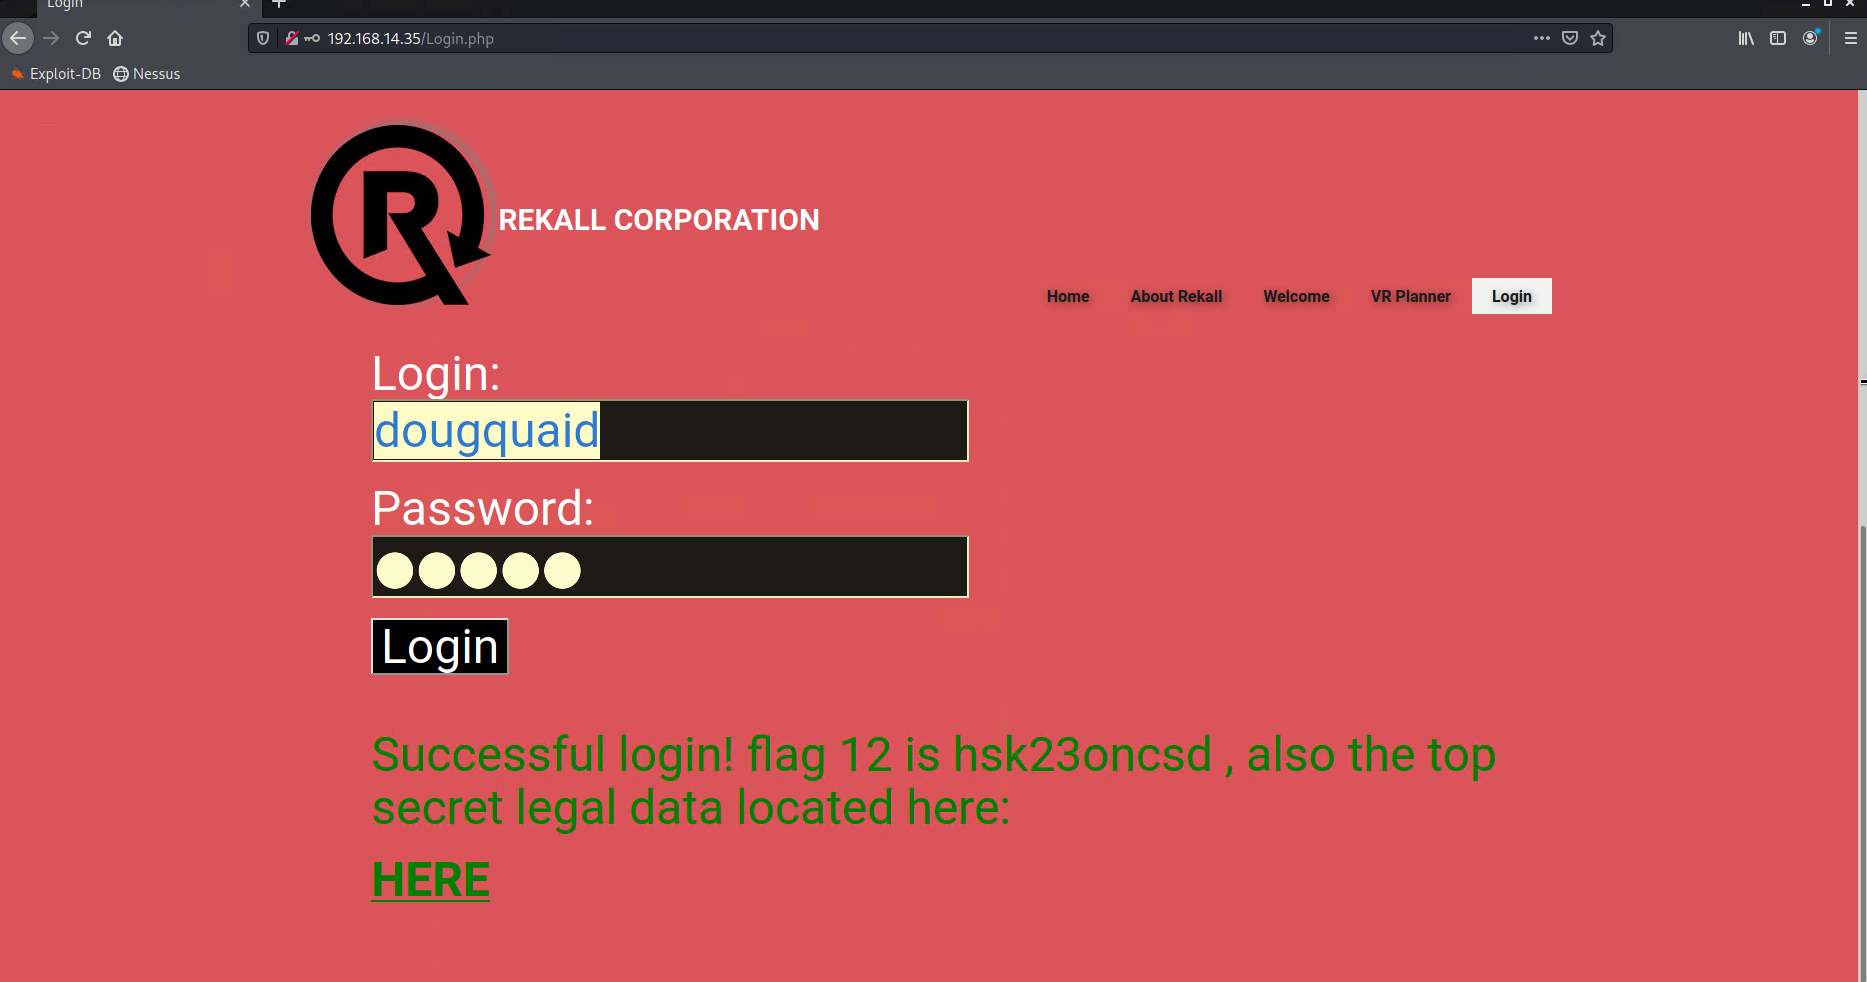 Login
192.168.14.35/Login.php
Exploit-DB Nessus
R
REKALL CORPORATION
Home About Rekall Welcome VR Planner Login
Login:
dougquaid
Password:
Login
Successful login! flag 12 is hsk23oncsd , also the top
secret legal data located here:
HERE